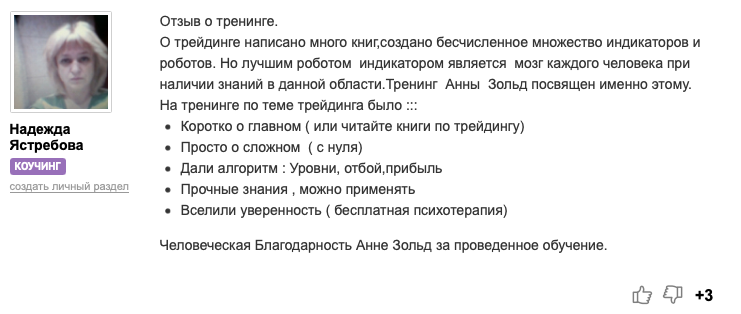 Отзыв о тренинге.
О трейдинге написано много книг,создано бесчисленное множество индикаторов и
роботов. Но лучшим роботом индикатором является мозг каждого человека при
наличии знаний в данной области.Тренинг Анны Зольд посвящен именно этому.
На тренинге по теме трейдинга было :::
• Коротко о главном ( или читайте книги по трейдингу)
• Просто о сложном ( с нуля)
• Дали алгоритм : Уровни, отбой,прибыль
• Прочные знания , можно применять
• Вселили уверенность ( бесплатная психотерапия)
Человеческая Благодарность Анне Зольд за проведенное обучение.
Надежда
Ястребова
КОУЧИНГ
создать личный раздел
+3